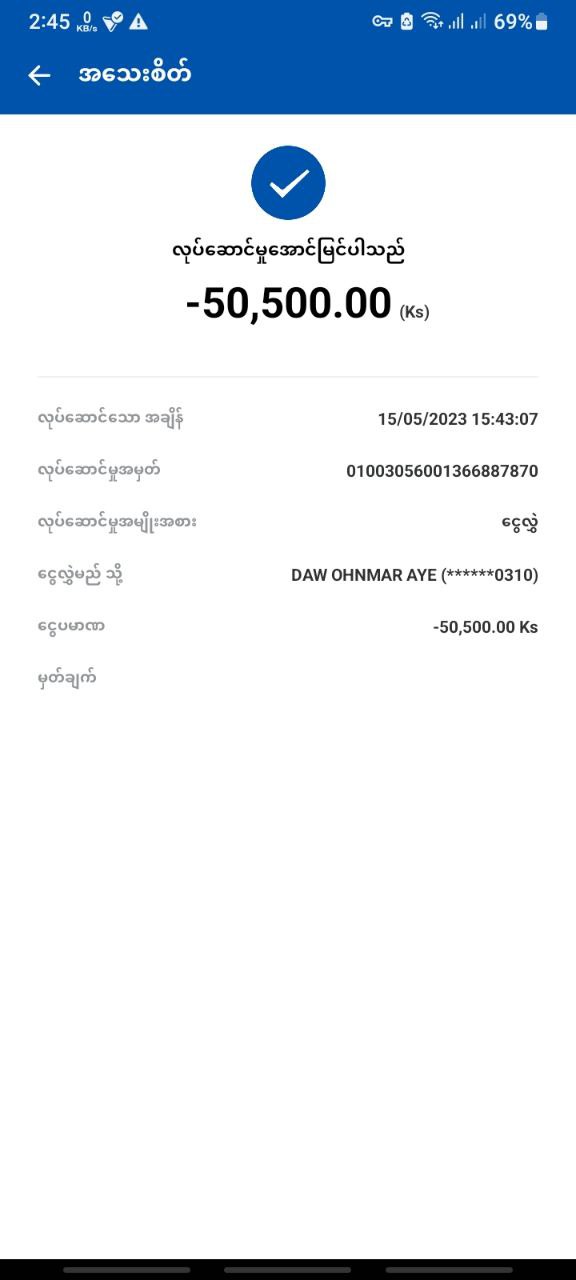 2:45 0 KB/s 69%
အသေးစိတ်
လုပ်ဆောင်မှုအောင်မြင်ပါသည်
-50,500.00 (Ks)
လုပ်ဆောင်သော အချိန် 15/05/2023 15:43:07
လုပ်ဆောင်မှုအမှတ် 01003056001366887870
လုပ်ဆောင်မှုအမျိုးအစား ငွေလွှဲ
ငွေလွှဲမည် သို့ DAW OHNMAR AYE (******0310)
ငွေပမာဏ -50,500.00 Ks
မှတ်ချက်